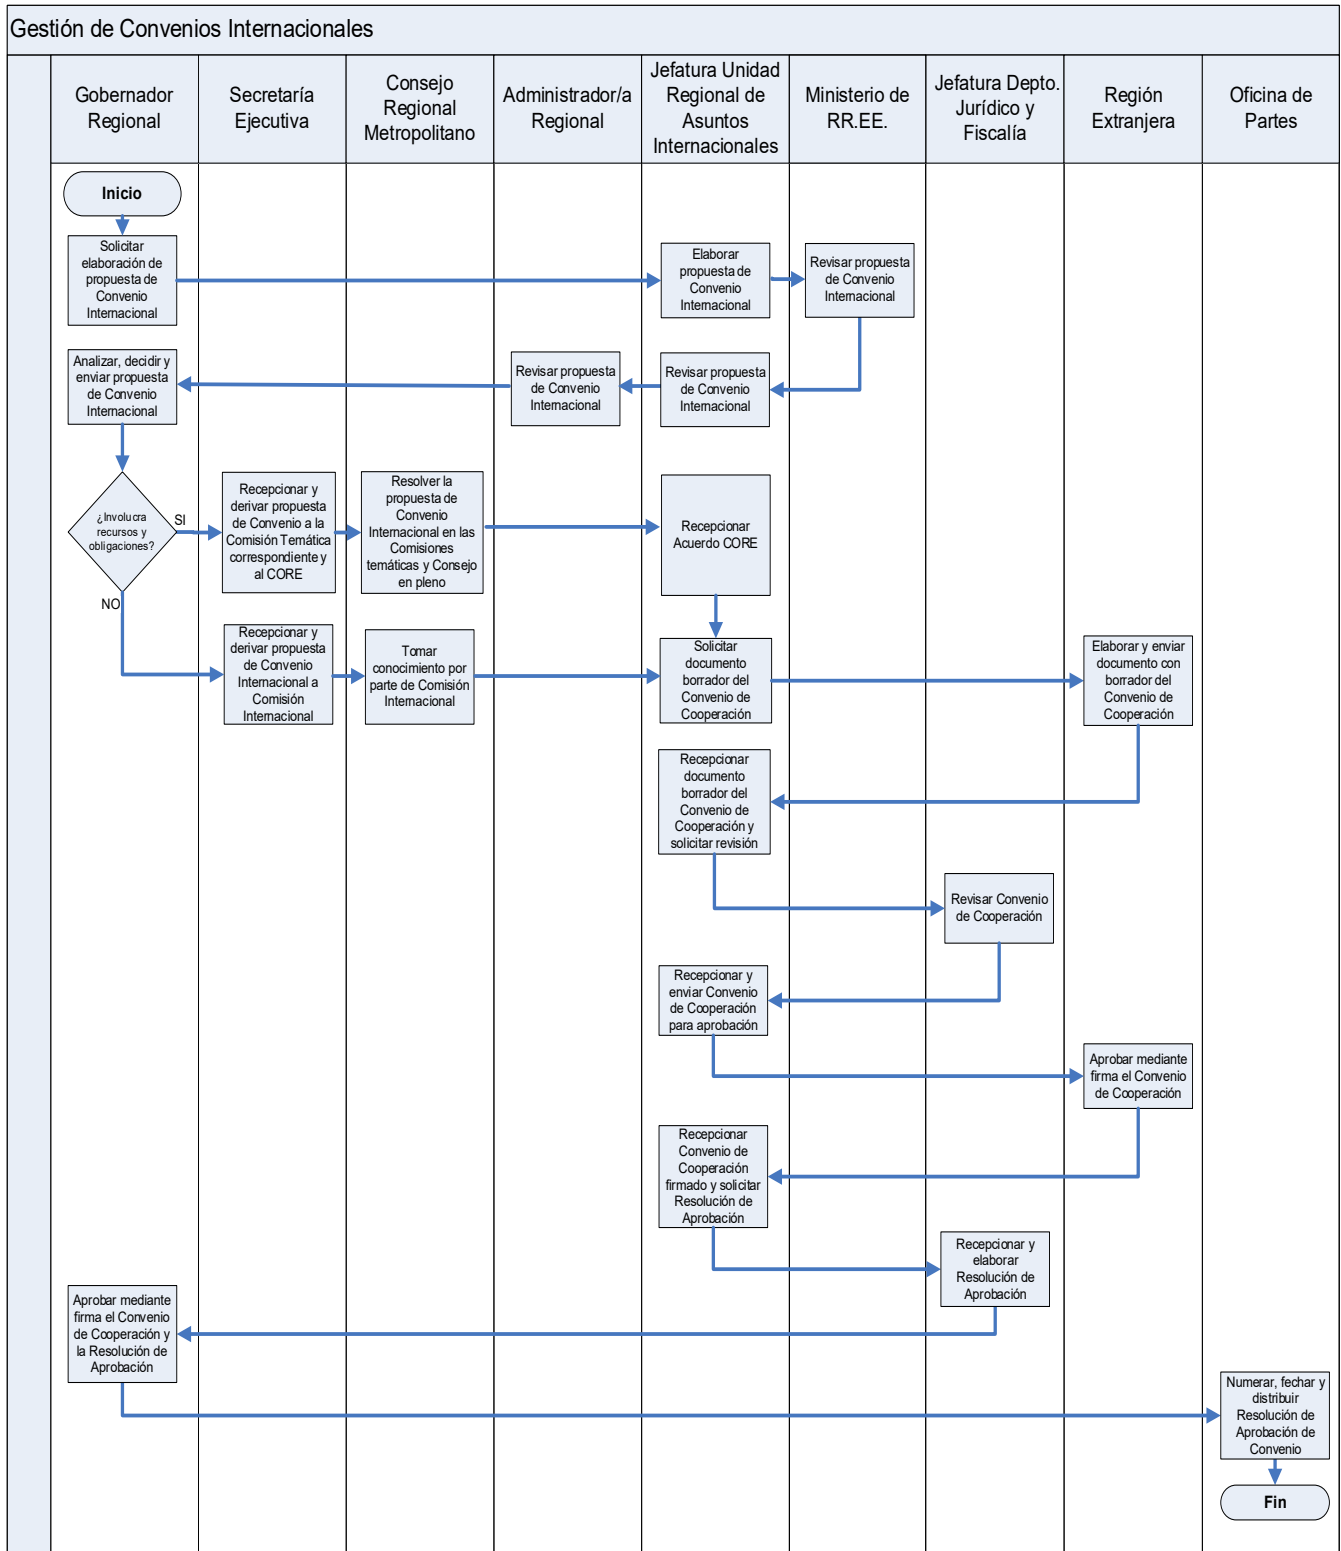 Gestión de Convenios Internacionales
Gobernador
Regional
Secretaría
Ejecutiva
Consejo
Regional
Metropolitano
Administrador/a
Regional
Jefatura Unidad
Regional de
Asuntos
Internacionales
Ministerio de
RR.EE.
Jefatura Depto.
Jurídico y
Fiscalía
Región
Extranjera
Oficina de
Partes
Inicio
Solicitar
elaboración de
propuesta de
Convenio
Internacional
Elaborar
propuesta de
Convenio
Internacional
Revisar propuesta
de Convenio
Internacional
Analizar, decidir y
enviar propuesta
de Convenio
Internacional
Revisar propuesta
de Convenio
Internacional
Revisar propuesta
de Convenio
Internacional
¿Involucra
recursos y
obligaciones?
SI
NO
Recepcionar y
derivar propuesta
de Convenio a la
Comisión Temática
correspondiente y
al CORE
Resolver la
propuesta de
Convenio
Internacional en las
Comisiones
temáticas y Consejo
en pleno
Recepcionar
Acuerdo CORE
Recepcionar y
derivar propuesta
de Convenio
Internacional a
Comisión
Internacional
Tomar
conocimiento por
parte de Comisión
Internacional
Solicitar
documento
borrador del
Convenio de
Cooperación
Elaborar y enviar
documento con
borrador del
Convenio de
Cooperación
Recepcionar
documento
borrador del
Convenio de
Cooperación y
solicitar revisión
Revisar Convenio
de Cooperación
Recepcionar y
enviar Convenio
de Cooperación
para aprobación
Aprobar mediante
firma el Convenio
de Cooperación
Recepcionar
Convenio de
Cooperación
firmado y solicitar
Resolución de
Aprobación
Recepcionar y
elaborar
Resolución de
Aprobación
Aprobar mediante
firma el Convenio
de Cooperación y
la Resolución de
Aprobación
Numerar, fechar y
distribuir
Resolución de
Aprobación de
Convenio
Fin